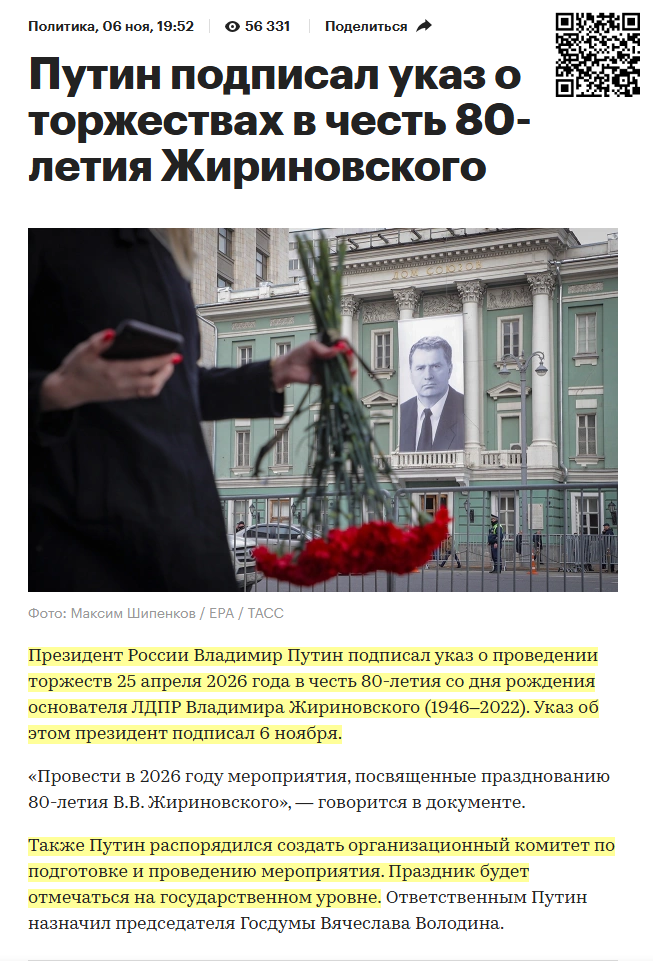 Политика, 06 ноя, 19:52
56 331
Поделиться
Путин подписал указ о
торжествах в честь 80-
летия Жириновского
ДОМ СОЮЗОВ
Фото: Максим Шипенков / EPA / ТАСС
Президент России Владимир Путин подписал указ о проведении
торжеств 25 апреля 2026 года в честь 80-летия со дня рождения
основателя ЛДПР Владимира Жириновского (1946–2022). Указ об
этом президент подписал 6 ноября.
«Провести в 2026 году мероприятия, посвященные празднованию
80-летия В.В. Жириновского», — говорится в документе.
Также Путин распорядился создать организационный комитет по
подготовке и проведению мероприятия. Праздник будет
отмечаться на государственном уровне. Ответственным Путин
назначил председателя Госдумы Вячеслава Володина.